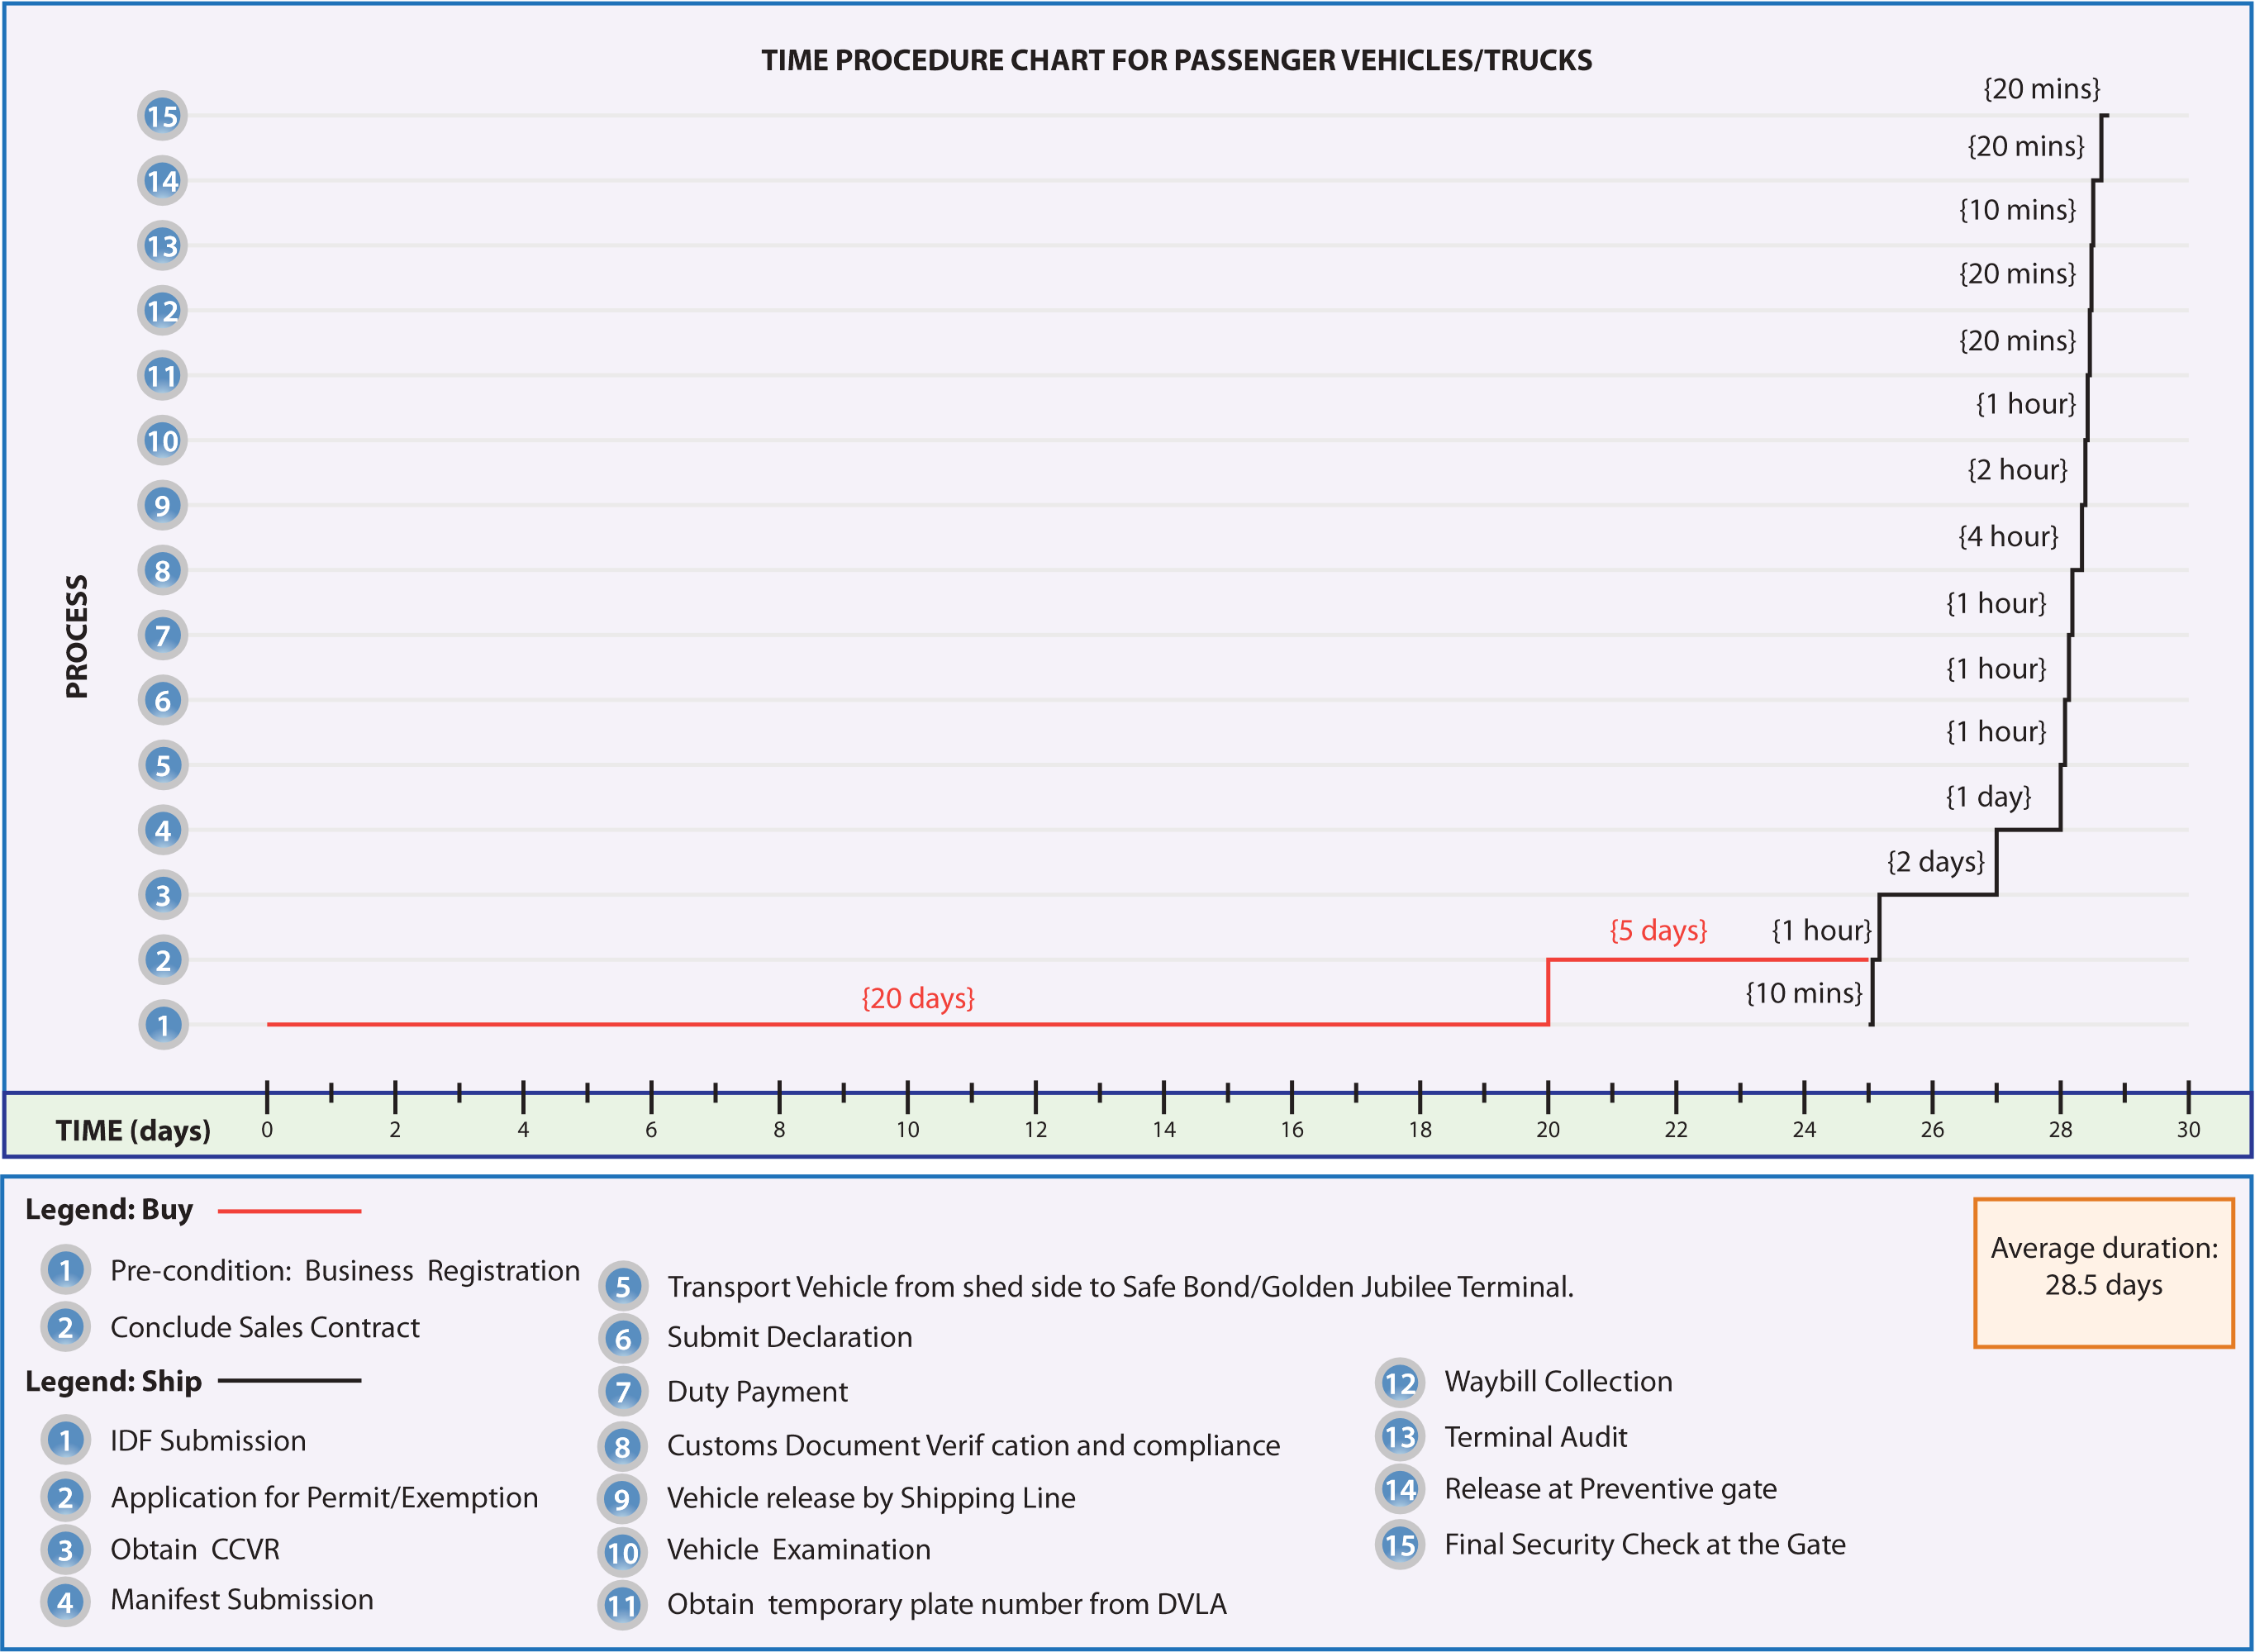 TIME PROCEDURE CHART FOR PASSENGER VEHICLES/TRUCKS
{20 mins}
15
{20 mins}
14
{10 mins}
13
{20 mins}
12
{20 mins}
11
{1 hour}
10
{2 hour}
9
{4 hour}
8
{1 hour}
7
{1 hour}
6
{1 hour}
5
{1 day}
4
{2 days}
3
{5 days} {1 hour}
2
{20 days} {10 mins}
1
PROCESS
TIME (days) 0 2 4 6 8 10 12 14 16 18 20 22 24 26 28 30
Legend: Buy
1 Pre-condition: Business Registration
2 Conclude Sales Contract
Legend: Ship
1 IDF Submission
2 Application for Permit/Exemption
3 Obtain CCVR
4 Manifest Submission
5 Transport Vehicle from shed side to Safe Bond/Golden Jubilee Terminal.
6 Submit Declaration
7 Duty Payment
8 Customs Document Verif cation and compliance
9 Vehicle release by Shipping Line
10 Vehicle Examination
11 Obtain temporary plate number from DVLA
12 Waybill Collection
13 Terminal Audit
14 Release at Preventive gate
15 Final Security Check at the Gate
Average duration:
28.5 days